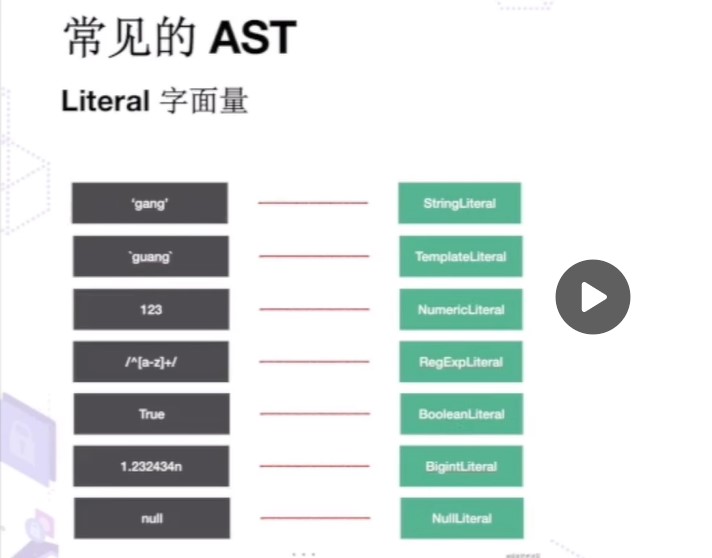 常见的 AST
Literal 字面量
‘gang’ StringLiteral
`guang` TemplateLiteral
123 NumericLiteral
/^[a-z]+/ RegExpLiteral
True BooleanLiteral
1.232434n BigintLiteral
null NullLiteral